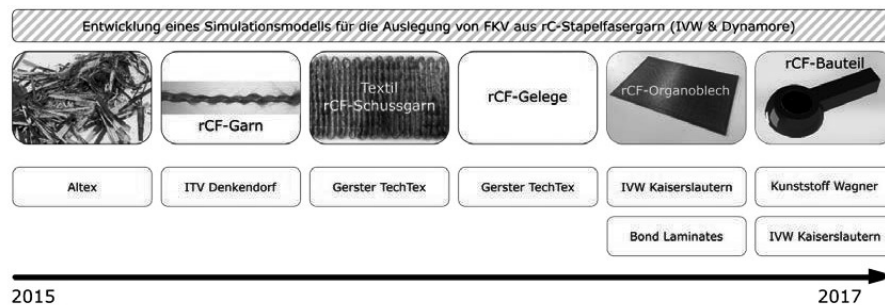 Entwicklung eines Simulationsmodells für die Auslegung von FKV aus rC-Stapelfasergarn (IVW & Dynamore)
rCF-Garn
Textil
rCF-Schussgarn
rCF-Gelege
rCF-Organoblech
rCF-Bauteil
Altex
ITV Denkendorf
Gerster TechTex
Gerster TechTex
IVW Kaiserslautern
Kunststoff Wagner
Bond Laminates
IVW Kaiserslautern
2015
2017